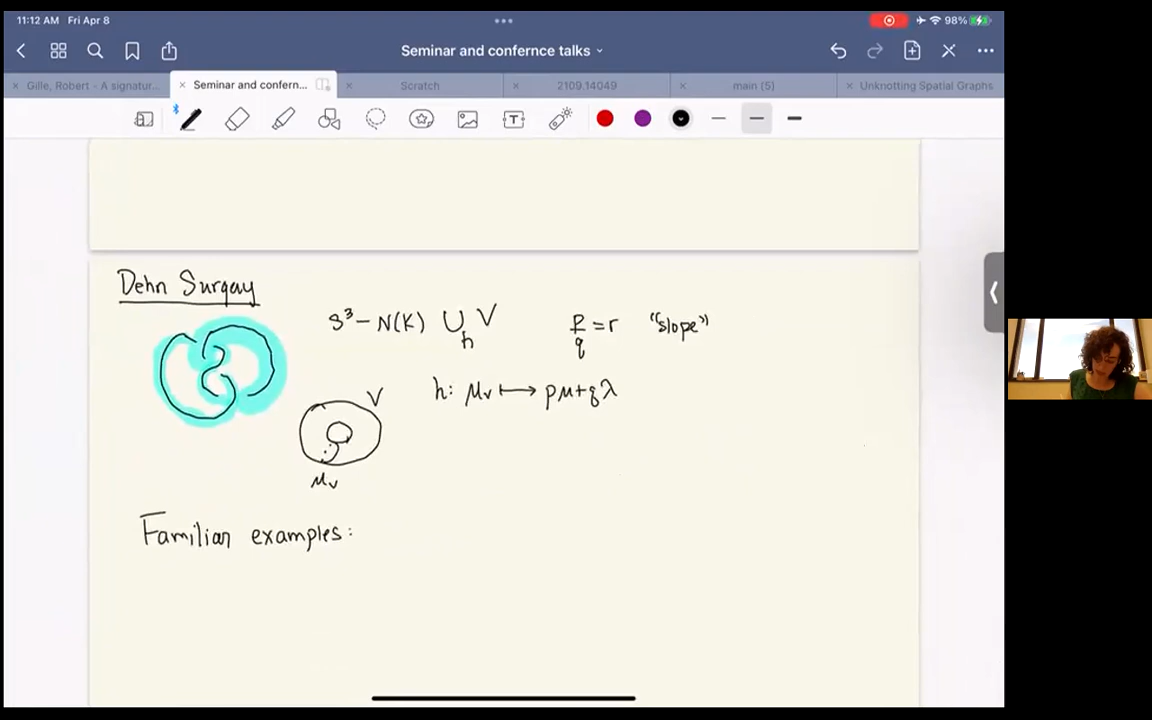 11:12 AM Fri Apr 8
98%
Seminar and confernce talks
Gille, Robert - A signatur...
Seminar and confern...
Scratch
2109.14049
main (5)
Unknotting Spatial Graphs
Dehn Surgay
S³ - N(K) ∪ₕ V
p/q = r "slope"
h: μᵥ ⟼ pμ+qλ
V
μᵥ
Familiar examples: